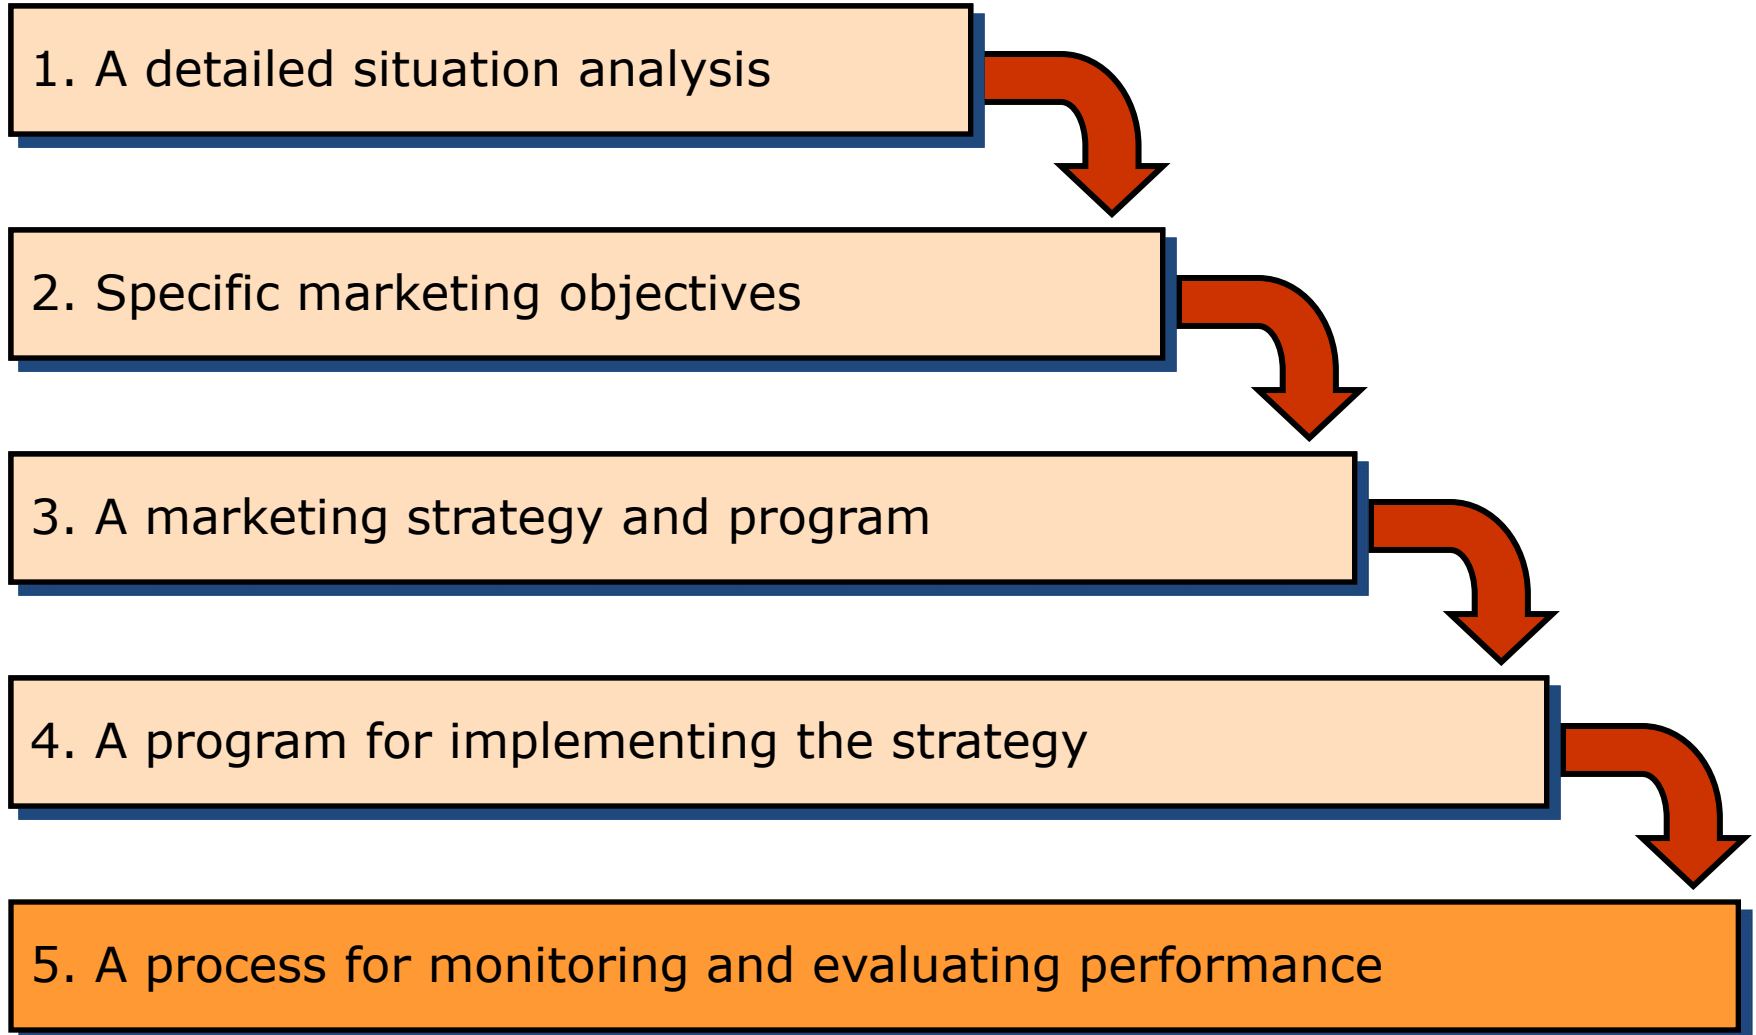 1. A detailed situation analysis
2. Specific marketing objectives
3. A marketing strategy and program
4. A program for implementing the strategy
5. A process for monitoring and evaluating performance